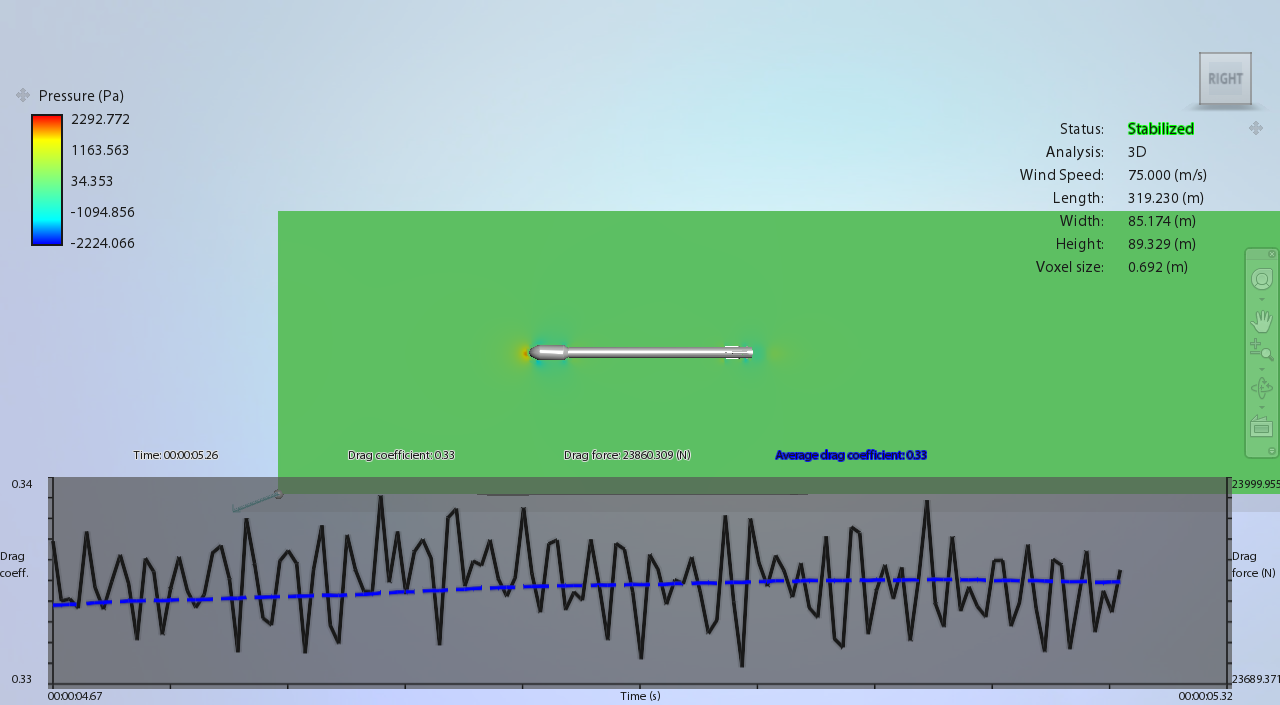 RIGHT
Pressure (Pa)
2292.772
1163.563
34.353
-1094.856
-2224.066
Status: Stabilized
Analysis: 3D
Wind Speed: 75.000 (m/s)
Length: 319.230 (m)
Width: 85.174 (m)
Height: 89.329 (m)
Voxel size: 0.692 (m)
Time: 00:00:05.26 Drag coefficient: 0.33 Drag force: 23860.309 (N) Average drag coefficient: 0.33
0.34 23999.955
Drag coeff.
Drag force (N)
0.33 23689.371
00:00:04.67 Time (s) 00:00:05.32